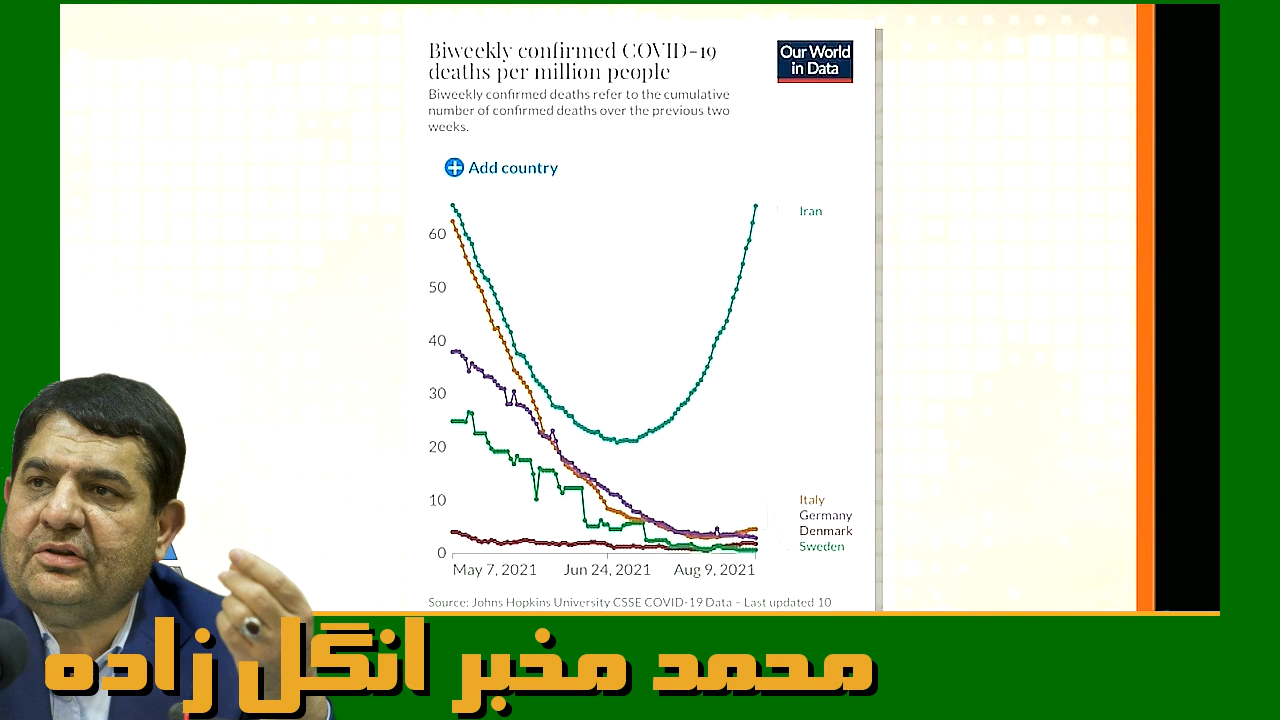 Biweekly confirmed COVID-19
deaths per million people
Our World
in Data
Biweekly confirmed deaths refer to the cumulative
number of confirmed deaths over the previous two
weeks.
Add country
Iran
60
50
40
30
20
10
0
Italy
Germany
Denmark
Sweden
May 7, 2021
Jun 24, 2021
Aug 9, 2021
Source: Johns Hopkins University CSSE COVID-19 Data – Last updated 10
محمد مخبر انگل زاده